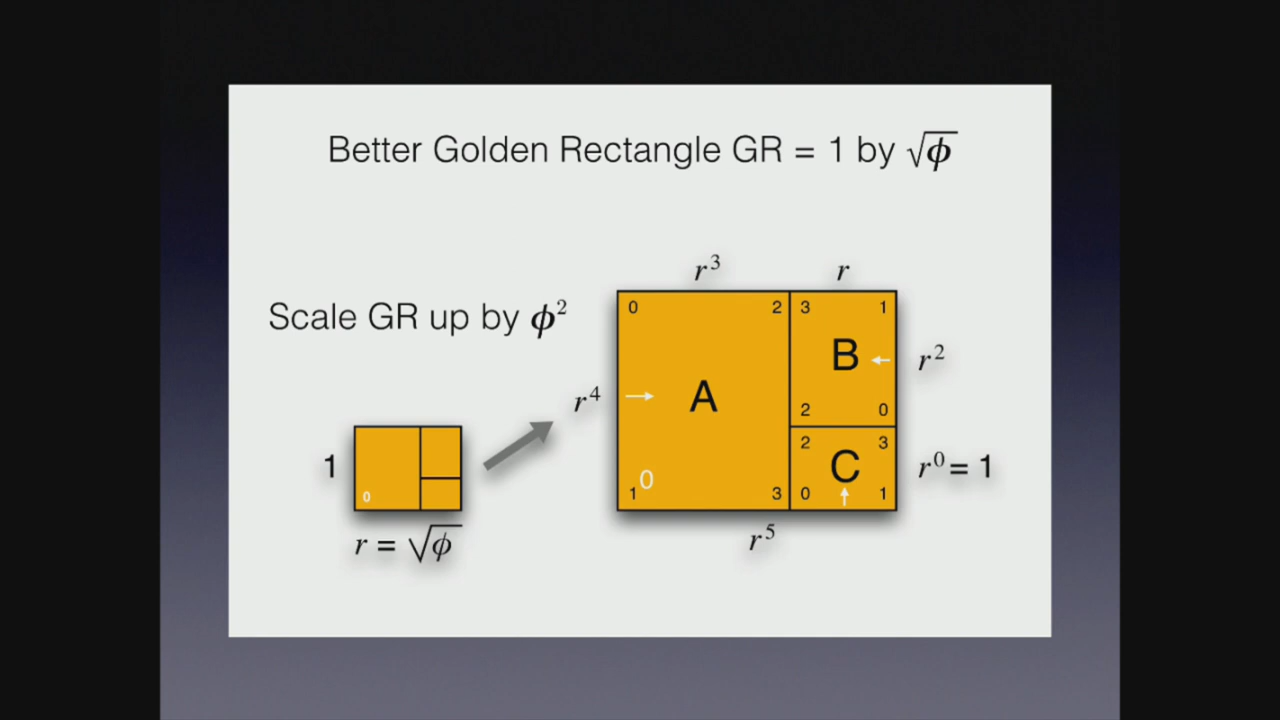 Better Golden Rectangle GR = 1 by √ϕ
r³ r
Scale GR up by ϕ²
0 2 3 1
A B
r⁴ r²
2 0
2 3
1 C r⁰ = 1
0 0
1 3 0 1
r = √ϕ r⁵